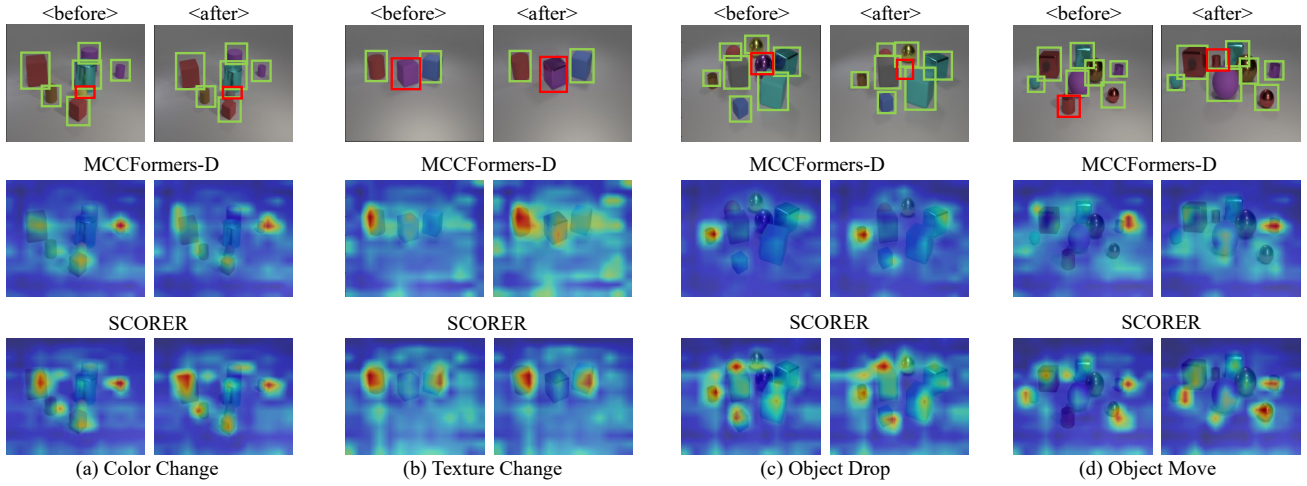 <before> <after> <before> <after> <before> <after> <before> <after>
MCCFormers-D MCCFormers-D MCCFormers-D MCCFormers-D
SCORER SCORER SCORER SCORER
(a) Color Change (b) Texture Change (c) Object Drop (d) Object Move